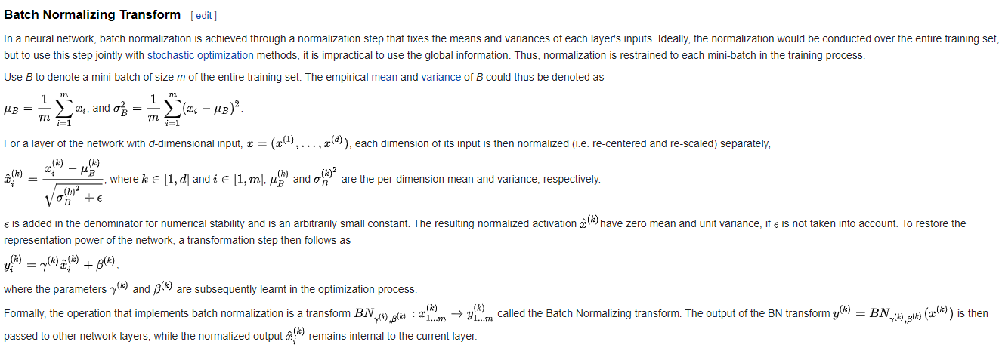 Batch Normalizing Transform [edit]
In a neural network, batch normalization is achieved through a normalization step that fixes the means and variances of each layer's inputs. Ideally, the normalization would be conducted over the entire training set,
but to use this step jointly with stochastic optimization methods, it is impractical to use the global information. Thus, normalization is restrained to each mini-batch in the training process.
Use B to denote a mini-batch of size m of the entire training set. The empirical mean and variance of B could thus be denoted as
$\mu_B = \frac{1}{m} \sum_{i=1}^{m} x_i$, and $\sigma_B^2 = \frac{1}{m} \sum_{i=1}^{m} (x_i - \mu_B)^2$.
For a layer of the network with d-dimensional input, $x = (x^{(1)}, \ldots, x^{(d)})$, each dimension of its input is then normalized (i.e. re-centered and re-scaled) separately,
$\hat{x}_i^{(k)} = \frac{x_i^{(k)} - \mu_B^{(k)}}{\sqrt{\sigma_B^{(k)^2} + \epsilon}}$, where $k \in [1, d]$ and $i \in [1, m]$; $\mu_B^{(k)}$ and $\sigma_B^{(k)^2}$ are the per-dimension mean and variance, respectively.
$\epsilon$ is added in the denominator for numerical stability and is an arbitrarily small constant. The resulting normalized activation $\hat{x}^{(k)}$ have zero mean and unit variance, if $\epsilon$ is not taken into account. To restore the
representation power of the network, a transformation step then follows as
$y_i^{(k)} = \gamma^{(k)} \hat{x}_i^{(k)} + \beta^{(k)}$,
where the parameters $\gamma^{(k)}$ and $\beta^{(k)}$ are subsequently learnt in the optimization process.
Formally, the operation that implements batch normalization is a transform $BN_{\gamma^{(k)}, \beta^{(k)}} : x_{1...m}^{(k)} \rightarrow y_{1...m}^{(k)}$ called the Batch Normalizing transform. The output of the BN transform $y^{(k)} = BN_{\gamma^{(k)}, \beta^{(k)}}(x^{(k)})$ is then
passed to other network layers, while the normalized output $\hat{x}_i^{(k)}$ remains internal to the current layer.